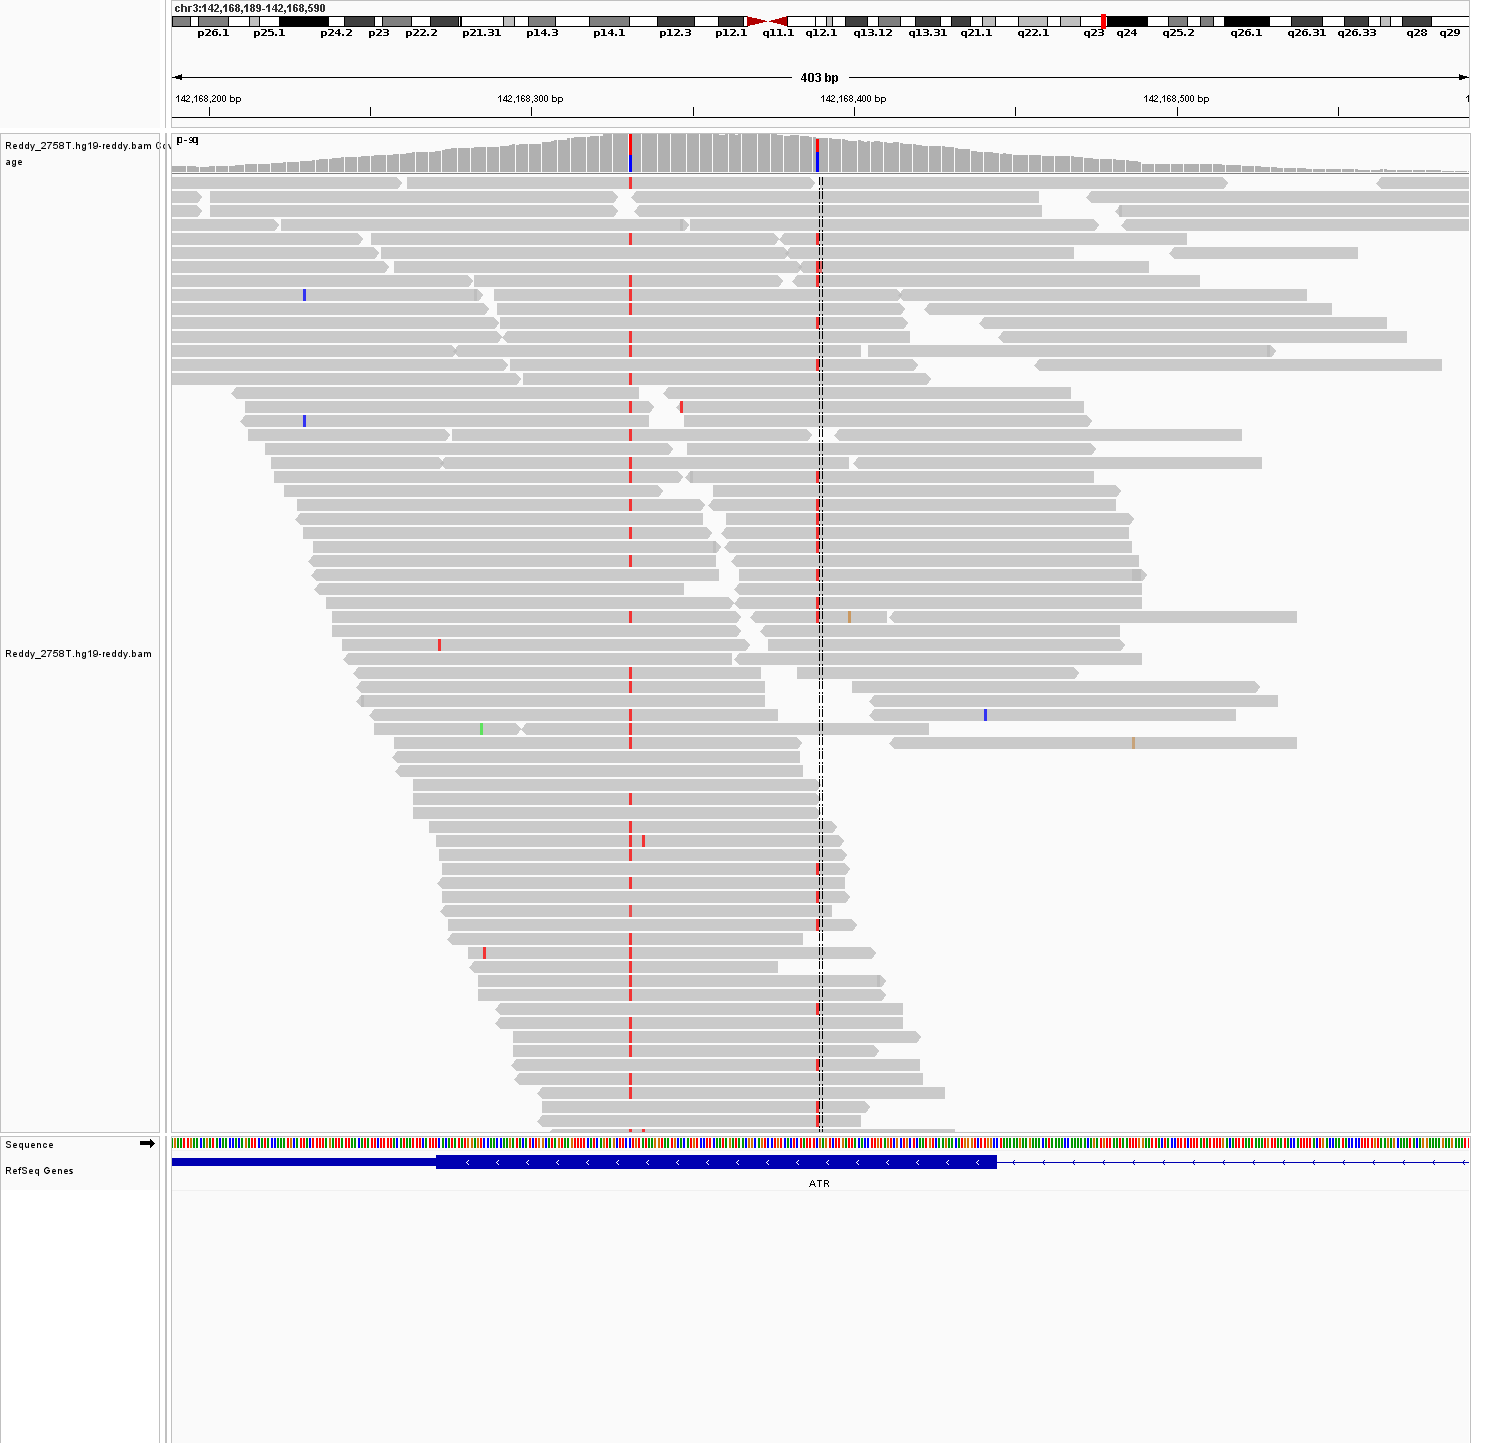 chr3:142,168,189-142,168,590
p26.1 p25.1 p24.2 p23 p22.2 p21.31 p14.3 p14.1 p12.3 p12.1 q11.1 q12.1 q13.12 q13.31 q21.1 q22.1 q23 q24 q25.2 q26.1 q26.31 q26.33 q28 q29
403 bp
142,168,200 bp 142,168,300 bp 142,168,400 bp 142,168,500 bp 1
Reddy_2758T.hg19-reddy.bam Cov
age
Reddy_2758T.hg19-reddy.bam
Sequence
RefSeq Genes
ATR